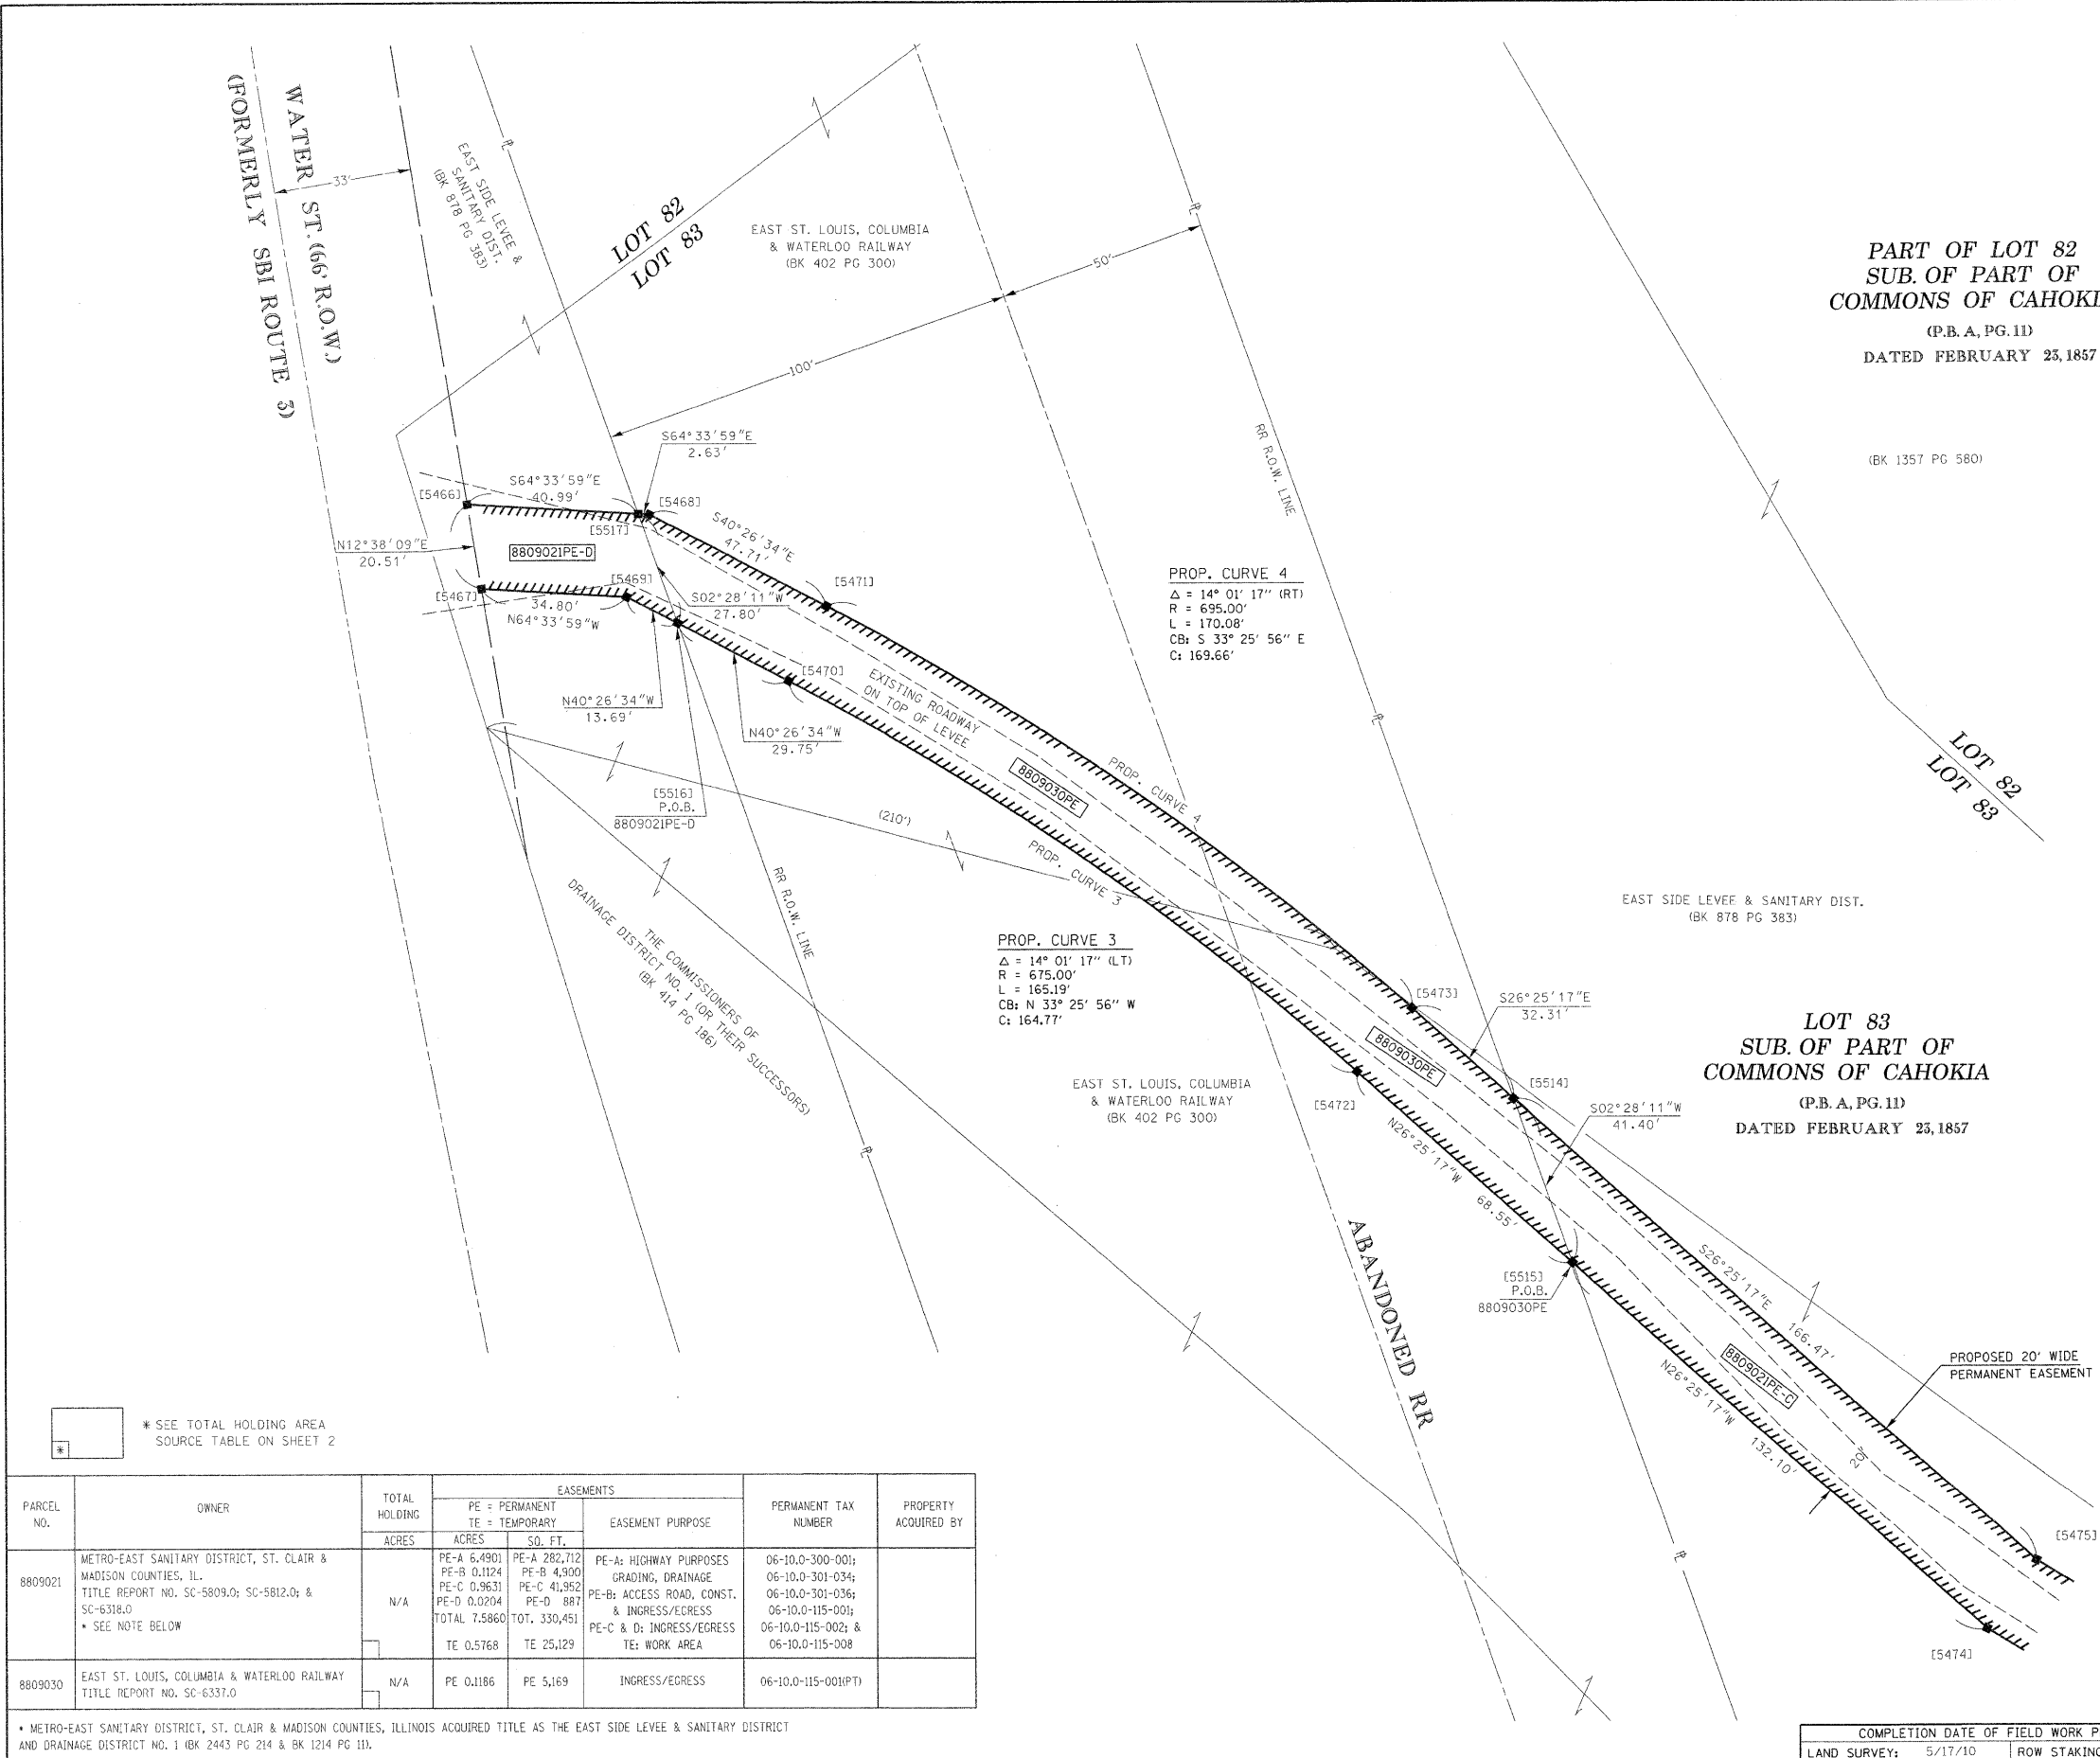 WATER ST. (66' R.O.W.)
(FORMERLY SBI ROUTE 3)
33'
EAST SIDE LEVEE &
SANITARY DIST.
(BK 878 PG 383)
LOT 82
LOT 83
EAST ST. LOUIS, COLUMBIA
& WATERLOO RAILWAY
(BK 402 PG 300)
50'
100'
RR R.O.W. LINE
PART OF LOT 82
SUB. OF PART OF
COMMONS OF CAHOKI
(P.B. A, PG. 11)
DATED FEBRUARY 23, 1857
(BK 1357 PG 580)
LOT 82
LOT 83
S64°33'59"E
2.63'
S64°33'59"E
40.99'
[5466]
[5468]
[5517]
S40°26'34"E
47.71'
N12°38'09"E
20.51'
8809021PE-D
[5469]
[5471]
[5467]
34.80'
N64°33'59"W
S02°28'11"W
27.80'
[5470]
N40°26'34"W
13.69'
N40°26'34"W
29.75'
EXISTING ROADWAY
ON TOP OF LEVEE
[5516]
P.O.B.
8809021PE-D
(210')
8809030PE
PROP. CURVE 4
PROP. CURVE 3
PROP. CURVE 4
Δ = 14° 01' 17" (RT)
R = 695.00'
L = 170.08'
CB: S 33° 25' 56" E
C: 169.66'
PROP. CURVE 3
Δ = 14° 01' 17" (LT)
R = 675.00'
L = 165.19'
CB: N 33° 25' 56" W
C: 164.77'
RR R.O.W. LINE
THE COMMISSIONERS OF
DRAINAGE DISTRICT NO. 1 (OR THEIR SUCCESSORS)
(BK 414 PG 186)
EAST SIDE LEVEE & SANITARY DIST.
(BK 878 PG 383)
[5473]
S26°25'17"E
32.31'
8809030PE
[5514]
S02°28'11"W
41.40'
LOT 83
SUB. OF PART OF
COMMONS OF CAHOKIA
(P.B. A, PG. 11)
DATED FEBRUARY 23, 1857
EAST ST. LOUIS, COLUMBIA
& WATERLOO RAILWAY
(BK 402 PG 300)
[5472]
N26°25'17"W 68.55'
ABANDONED RR
[5515]
P.O.B.
8809030PE
S26°25'17"E 166.47'
8809021PE-C
N26°25'17"W 132.10'
20'
PROPOSED 20' WIDE
PERMANENT EASEMENT
[5475]
[5474]
*
* SEE TOTAL HOLDING AREA
SOURCE TABLE ON SHEET 2
PARCEL
NO.
OWNER
TOTAL
HOLDING
ACRES
EASEMENTS
PE = PERMANENT
TE = TEMPORARY
ACRES
SQ. FT.
EASEMENT PURPOSE
PERMANENT TAX
NUMBER
PROPERTY
ACQUIRED BY
8809021
METRO-EAST SANITARY DISTRICT, ST. CLAIR &
MADISON COUNTIES, IL.
TITLE REPORT NO. SC-5809.0; SC-5812.0; &
SC-6318.0
* SEE NOTE BELOW
N/A
PE-A 6.4901
PE-B 0.1124
PE-C 0.9631
PE-D 0.0204
TOTAL 7.5860
TE 0.5768
PE-A 282,712
PE-B 4,900
PE-C 41,952
PE-D 887
TOT. 330,451
TE 25,129
PE-A: HIGHWAY PURPOSES
GRADING, DRAINAGE
PE-B: ACCESS ROAD, CONST.
& INGRESS/EGRESS
PE-C & D: INGRESS/EGRESS
TE: WORK AREA
06-10.0-300-001;
06-10.0-301-034;
06-10.0-301-036;
06-10.0-115-001;
06-10.0-115-002; &
06-10.0-115-008
8809030
EAST ST. LOUIS, COLUMBIA & WATERLOO RAILWAY
TITLE REPORT NO. SC-6337.0
N/A
PE 0.1186
PE 5,169
INGRESS/EGRESS
06-10.0-115-001(PT)
* METRO-EAST SANITARY DISTRICT, ST. CLAIR & MADISON COUNTIES, ILLINOIS ACQUIRED TITLE AS THE EAST SIDE LEVEE & SANITARY DISTRICT
AND DRAINAGE DISTRICT NO. 1 (BK 2443 PG 214 & BK 1214 PG 11).
COMPLETION DATE OF FIELD WORK P
LAND SURVEY: 5/17/10
ROW STAKING